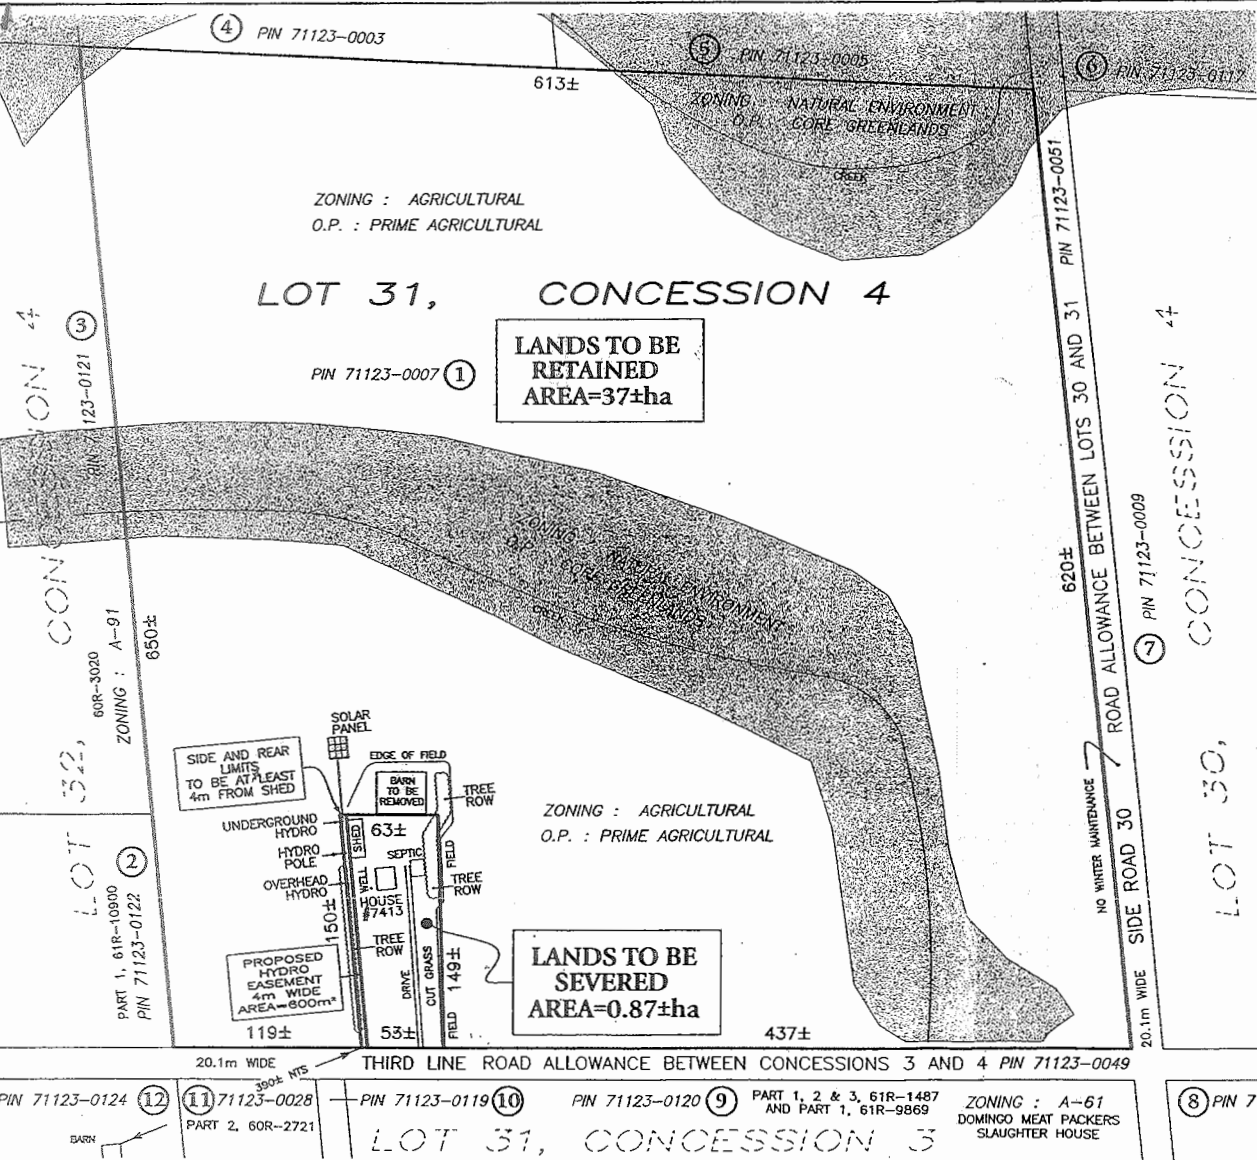 4 PIN 71123-0003
5 PIN 71123-0005
6 PIN 71123-0117
613±
ZONING : NATURAL ENVIRONMENT
O.P. : CORE GREENLANDS
CREEK
ZONING : AGRICULTURAL
O.P. : PRIME AGRICULTURAL
LOT 31, CONCESSION 4
PIN 71123-0007 1
LANDS TO BE
RETAINED
AREA=37±ha
3
PIN 71123-0121
LOT 32, CONCESSION 4
60R-3020
ZONING : A-91
650±
ZONING : NATURAL ENVIRONMENT
O.P. : CORE GREENLANDS
CREEK
PIN 71123-0051
ROAD ALLOWANCE BETWEEN LOTS 30 AND 31
620±
7 PIN 71123-0009
LOT 30, CONCESSION 4
NO WINTER MAINTENANCE
SIDE ROAD 30
20.1m WIDE
SOLAR
PANEL
SIDE AND REAR
LIMITS
TO BE AT LEAST
4m FROM SHED
EDGE OF FIELD
BARN
TO BE
REMOVED
TREE
ROW
UNDERGROUND
HYDRO
SHED
63±
HYDRO
POLE
SEPTIC
FIELD
OVERHEAD
HYDRO
WELL
HOUSE
#7413
TREE
ROW
150±
TREE
ROW
DRIVE
CUT GRASS
149±
FIELD
PROPOSED
HYDRO
EASEMENT
4m WIDE
AREA=600m²
ZONING : AGRICULTURAL
O.P. : PRIME AGRICULTURAL
LANDS TO BE
SEVERED
AREA=0.87±ha
2
PART 1, 61R-10900
PIN 71123-0122
119±
53±
437±
20.1m WIDE
THIRD LINE ROAD ALLOWANCE BETWEEN CONCESSIONS 3 AND 4 PIN 71123-0049
390± NTS
PIN 71123-0124 12
11 71123-0028
PART 2, 60R-2721
BARN
PIN 71123-0119 10
PIN 71123-0120 9
PART 1, 2 & 3, 61R-1487
AND PART 1, 61R-9869
ZONING : A-61
DOMINGO MEAT PACKERS
SLAUGHTER HOUSE
8 PIN 7
LOT 31, CONCESSION 3